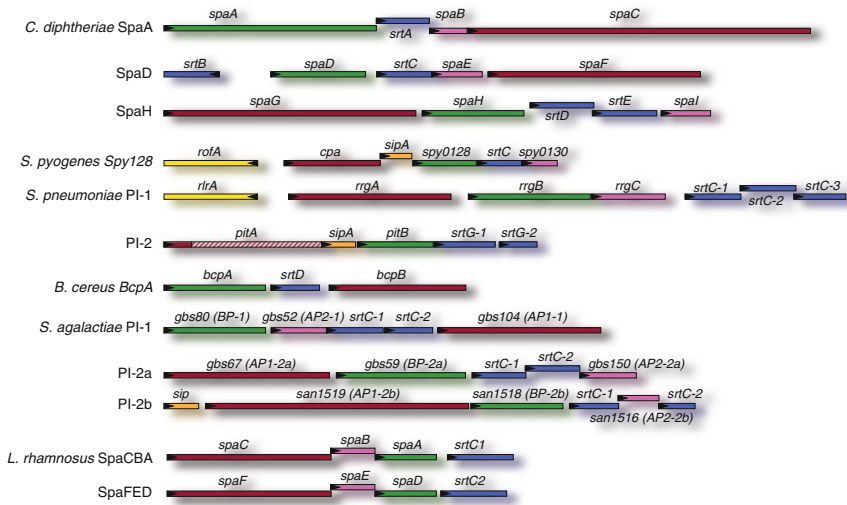 spaA spaB spaC
C. diphtheriae SpaA
srtA
srtB spaD srtC spaE spaF
SpaD
spaG spaH srtE spaI
SpaH
srtD
rofA cpa sipA spy0128 srtC spy0130
S. pyogenes Spy128
rlrA rrgA rrgB rrgC srtC-1 srtC-3
S. pneumoniae PI-1
srtC-2
pitA sipA pitB srtG-1 srtG-2
PI-2
bcpA srtD bcpB
B. cereus BcpA
gbs80 (BP-1) gbs52 (AP2-1) srtC-1 srtC-2 gbs104 (AP1-1)
S. agalactiae PI-1
gbs67 (AP1-2a) gbs59 (BP-2a) srtC-1 srtC-2 gbs150 (AP2-2a)
PI-2a
sip san1519 (AP1-2b) san1518 (BP-2b) srtC-1 srtC-2
PI-2b
san1516 (AP2-2b)
spaC spaB spaA srtC1
L. rhamnosus SpaCBA
spaF spaE spaD srtC2
SpaFED